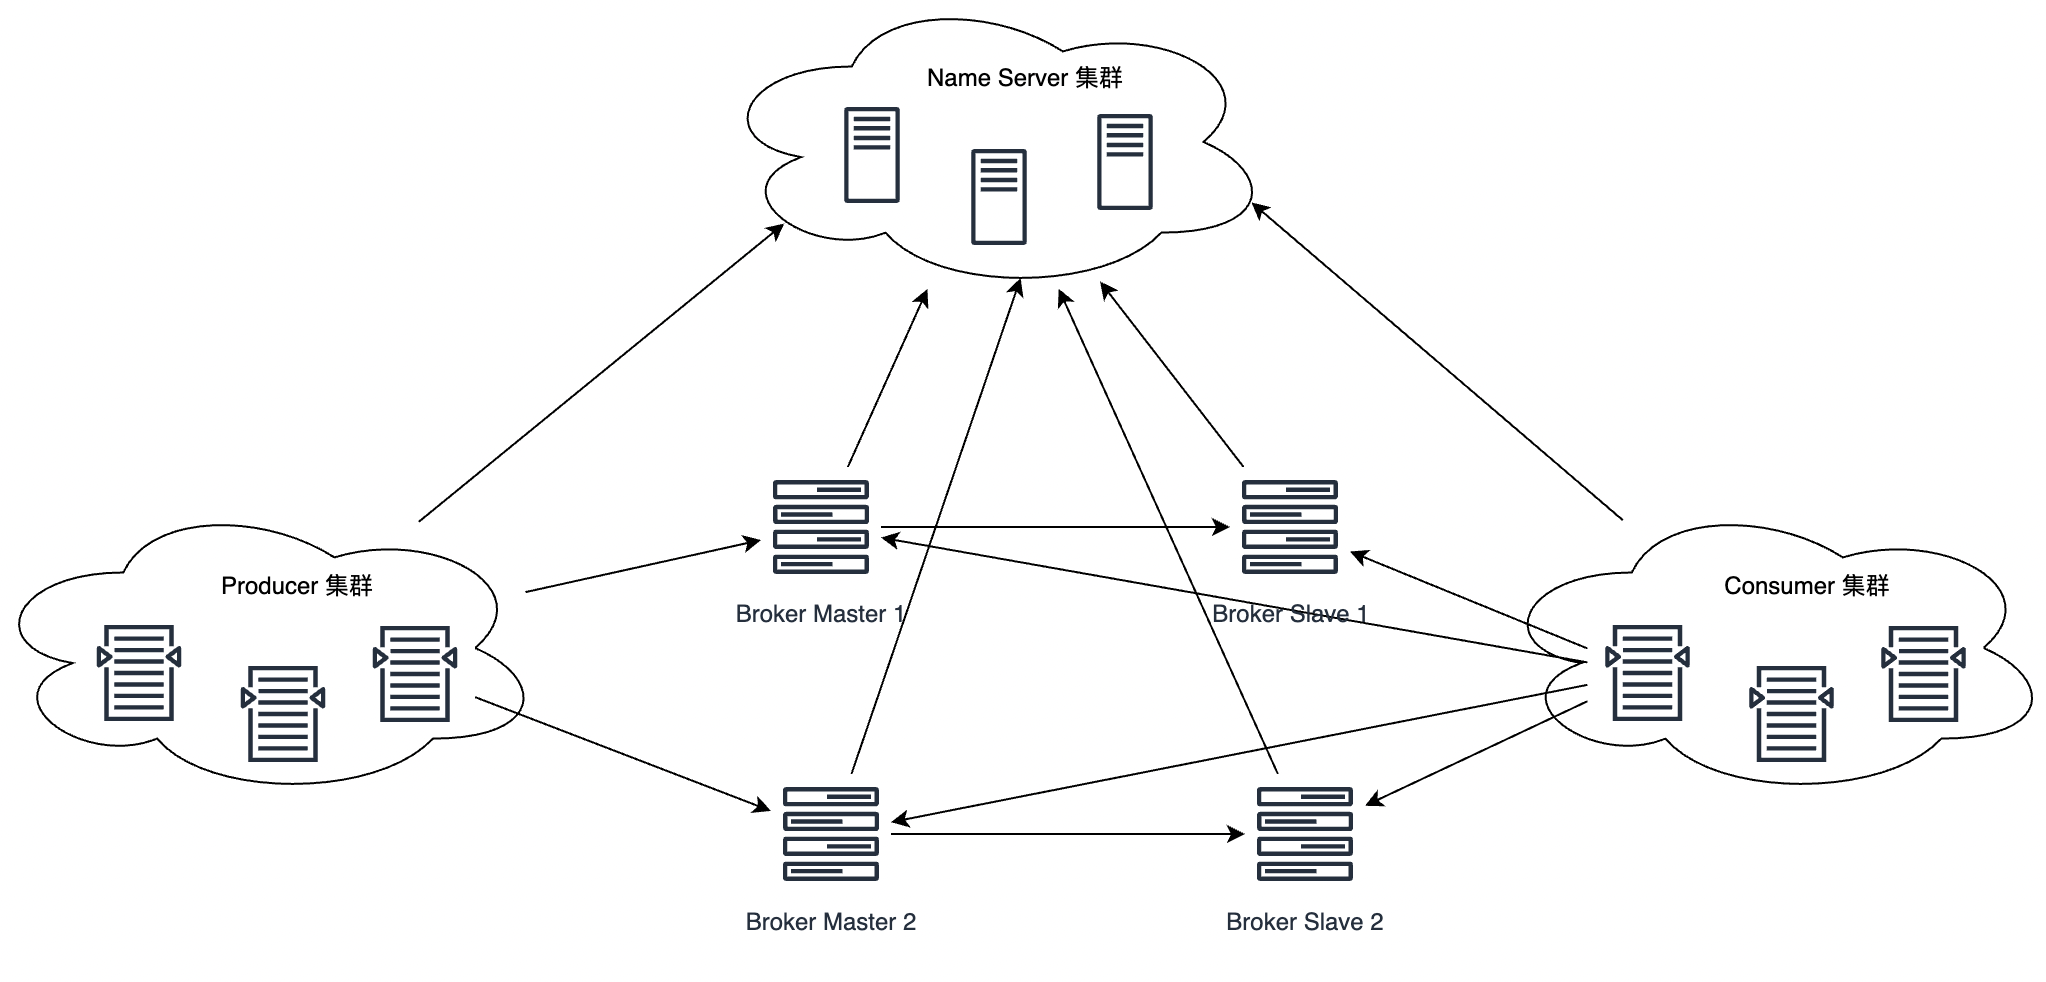 Name Server 集群
Producer 集群
Broker Master 1
Broker Slave 1
Consumer 集群
Broker Master 2
Broker Slave 2